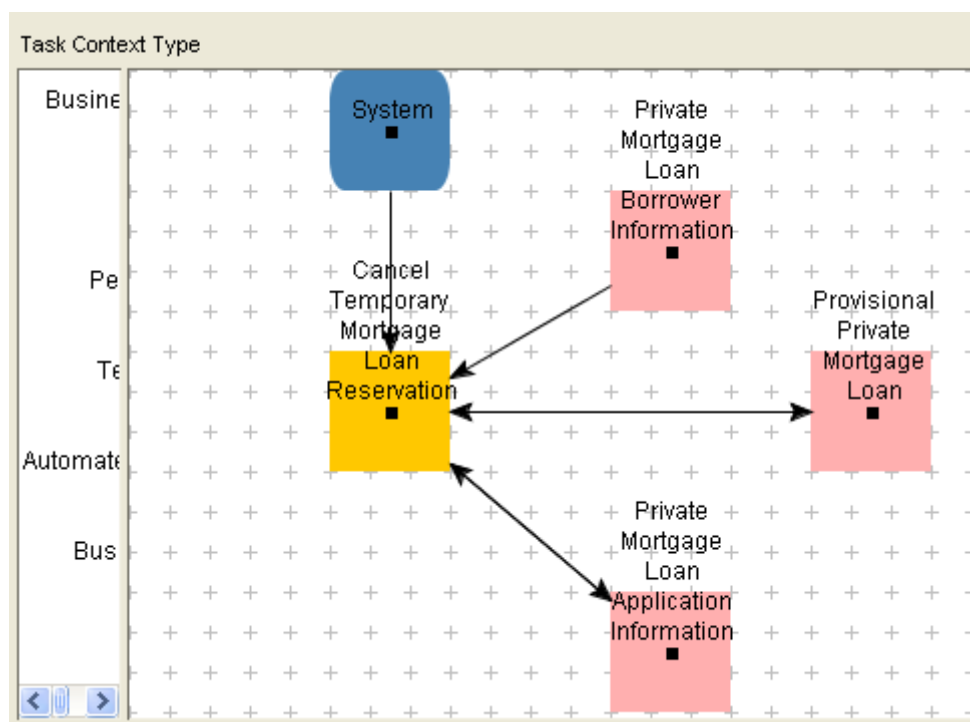 Task Context Type
Busine
Pe
Te
Automate
Bus
System
Private
Mortgage
Loan
Borrower
Information
Cancel
Temporary
Mortgage
Loan
Reservation
Provisional
Private
Mortgage
Loan
Private
Mortgage
Loan
Application
Information